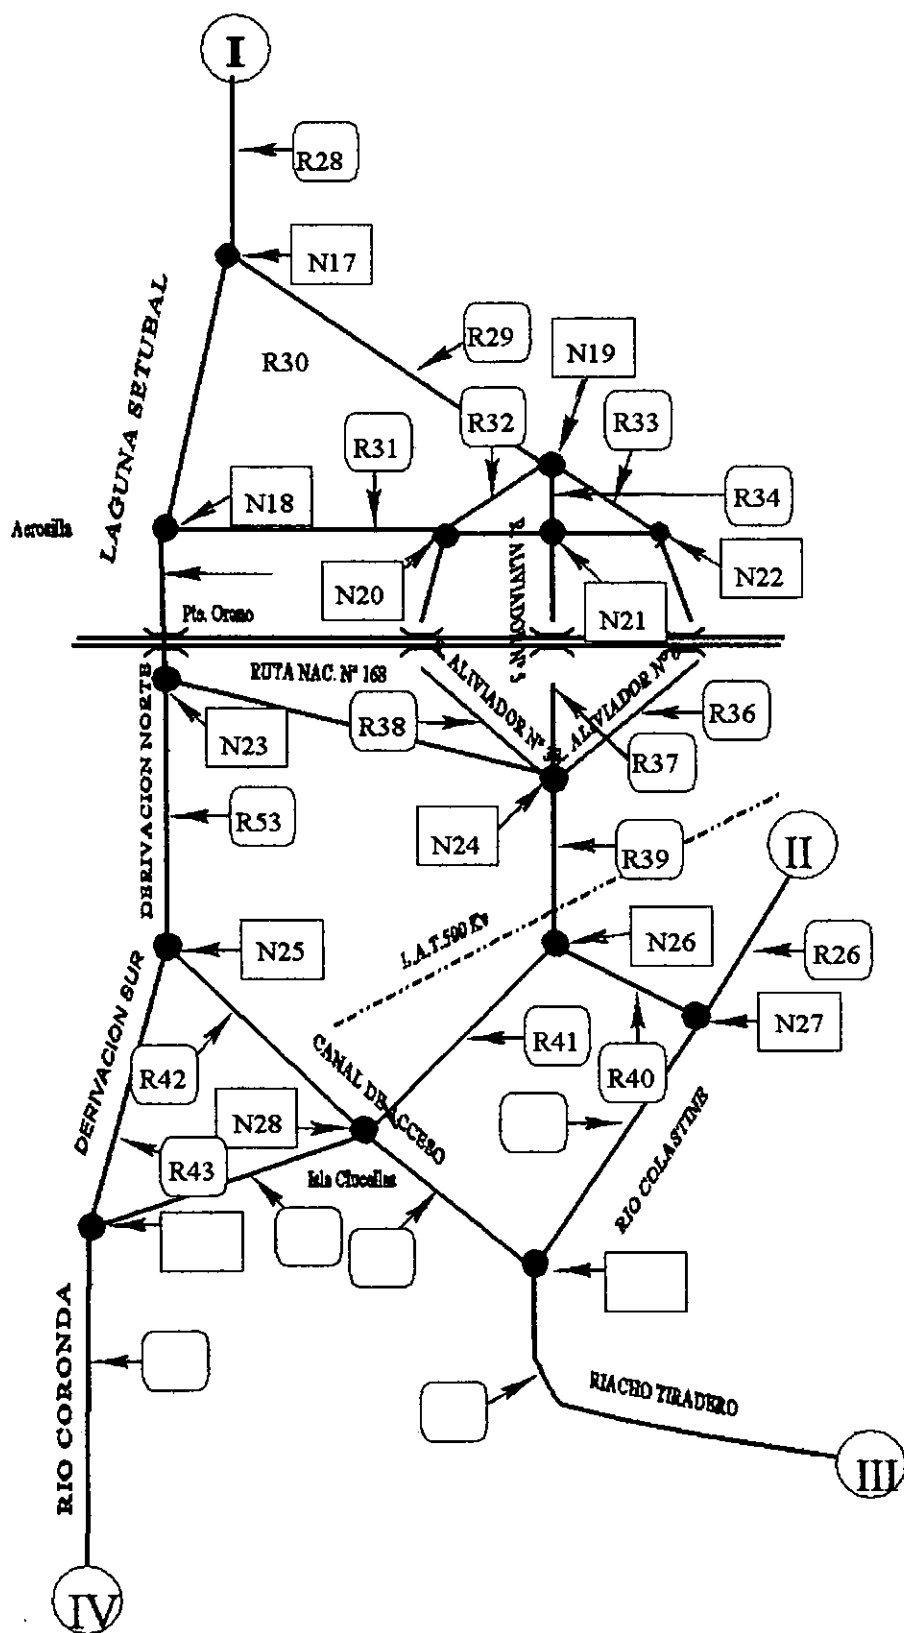 I
R28
N17
LAGUNA SETUBAL
R29
R30
N19
R32
R33
R31
R34
N18
Aerosilla
N20
N22
N21
Pte. Orono
RUTA NAC. Nº 168
ALIVIADOR Nº
ALIVIADOR Nº 6
R38
R36
R37
N23
DERIVACION NORTE
R53
N24
R39
II
L.A.T.500 Kv
N25
N26
R26
N27
DERIVACION SUR
R42
CANAL DE ACCESO
R41
R40
N28
R43
Isla Clucellas
RIO COLASTINE
RIO CORONDA
RIACHO TIRADERO
III
IV